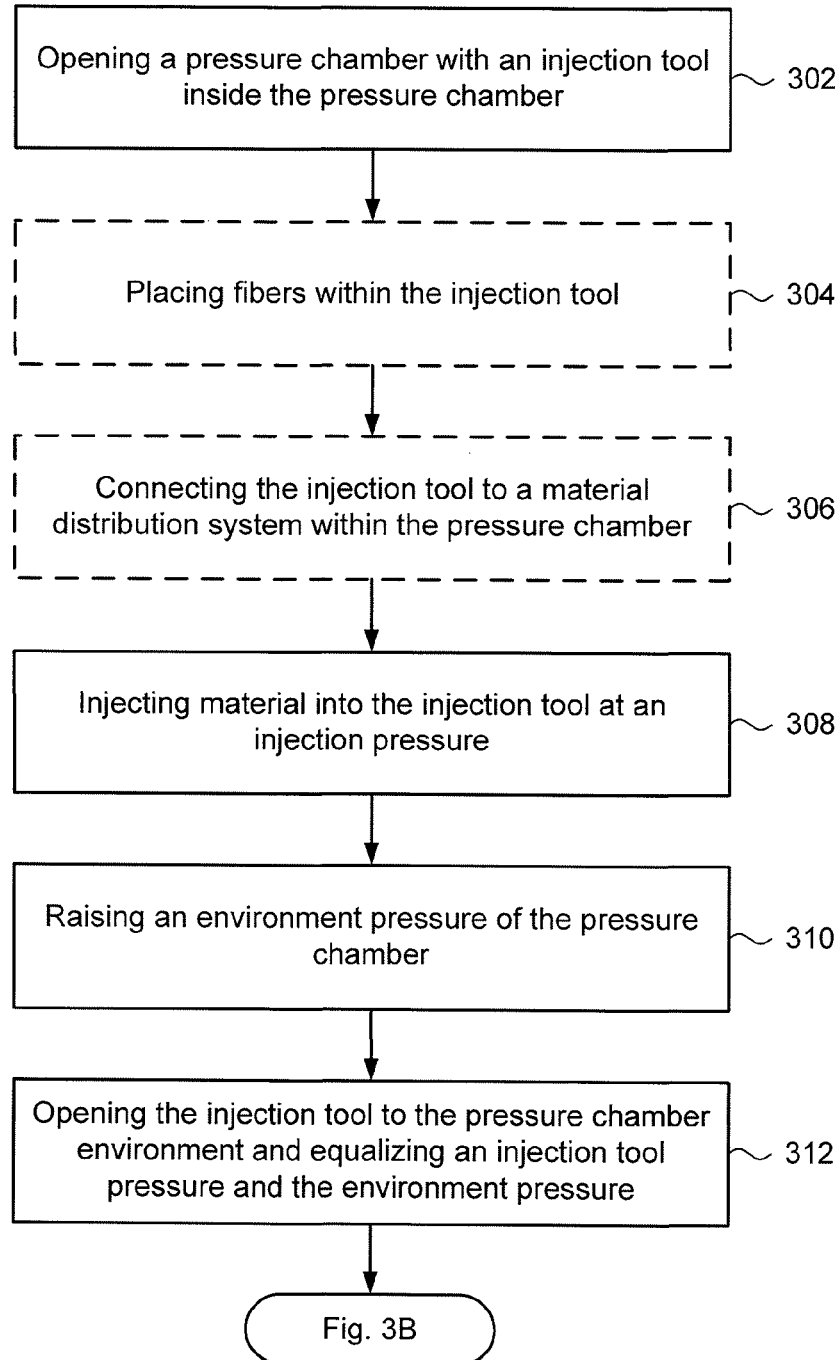 Opening a pressure chamber with an injection tool
inside the pressure chamber
302
Placing fibers within the injection tool
304
Connecting the injection tool to a material
distribution system within the pressure chamber
306
Injecting material into the injection tool at an
injection pressure
308
Raising an environment pressure of the pressure
chamber
310
Opening the injection tool to the pressure chamber
environment and equalizing an injection tool
pressure and the environment pressure
312
Fig. 3B